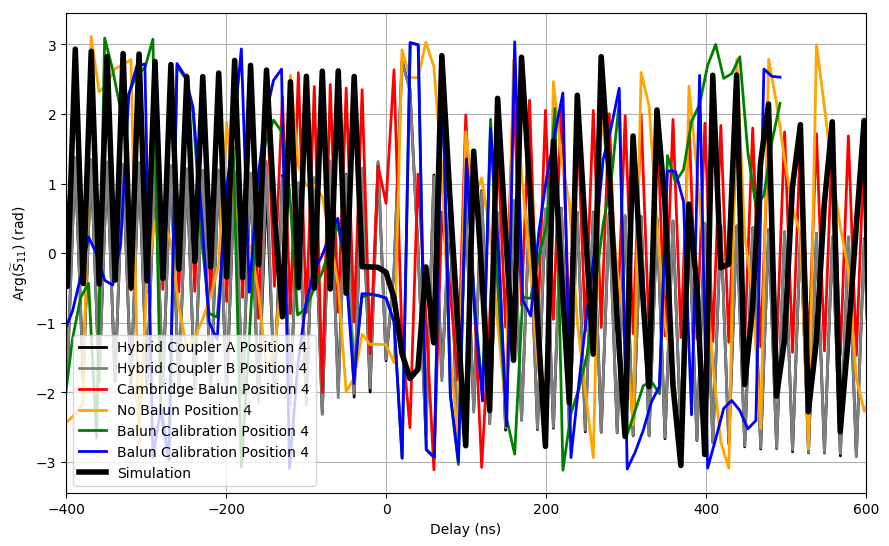 3
2
1
0
−1
−2
−3
Arg(S̃₁₁) (rad)
Hybrid Coupler A Position 4
Hybrid Coupler B Position 4
Cambridge Balun Position 4
No Balun Position 4
Balun Calibration Position 4
Balun Calibration Position 4
Simulation
−400
−200
0
200
400
600
Delay (ns)